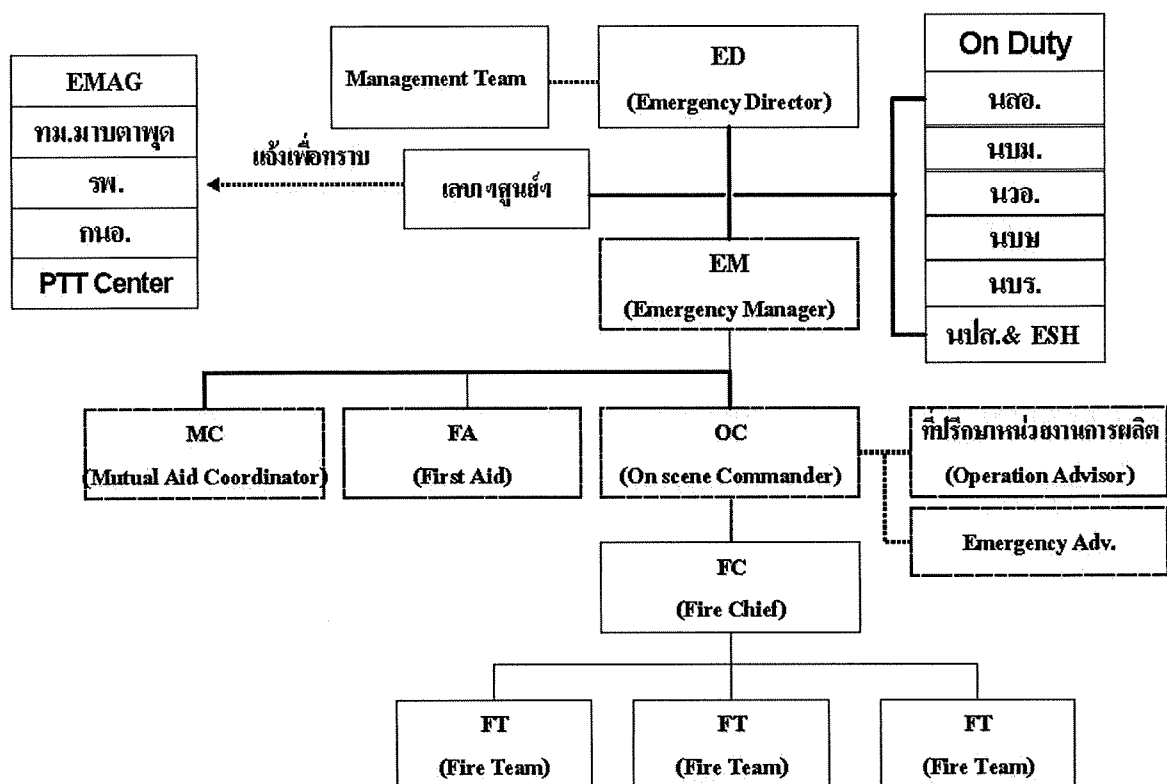 EMAG
ทม.มาบตาพุด
รพ.
กนอ.
PTT Center
แจ้งเพื่อทราบ
Management Team
ED
(Emergency Director)
เลขาฯศูนย์ฯ
On Duty
นสอ.
นบม.
นวอ.
นบษ
นบร.
นปส.& ESH
EM
(Emergency Manager)
MC
(Mutual Aid Coordinator)
FA
(First Aid)
OC
(On scene Commander)
ที่ปรึกษาหน่วยงานการผลิต
(Operation Advisor)
Emergency Adv.
FC
(Fire Chief)
FT
(Fire Team)
FT
(Fire Team)
FT
(Fire Team)